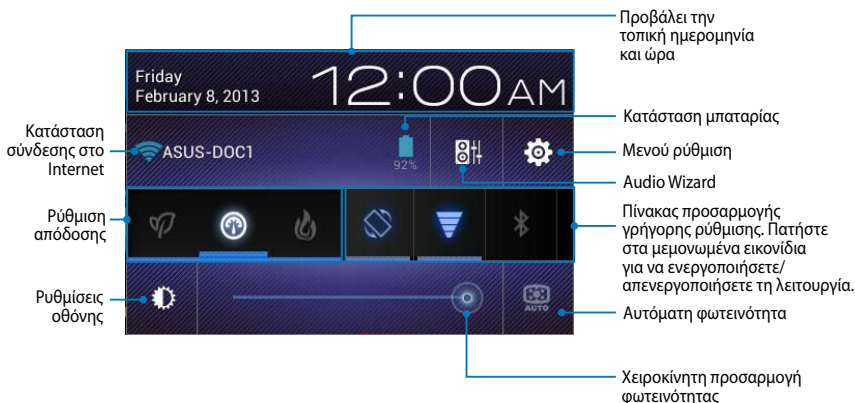 Προβάλει την
τοπική ημερομηνία
και ώρα
Friday
February 8, 2013
12:00AM
Κατάσταση μπαταρίας
Κατάσταση
σύνδεσης στο
Internet
ASUS-DOC1
92%
Μενού ρύθμιση
Audio Wizard
Ρύθμιση
απόδοσης
Πίνακας προσαρμογής
γρήγορης ρύθμισης. Πατήστε
στα μεμονωμένα εικονίδια
για να ενεργοποιήσετε/
απενεργοποιήσετε τη λειτουργία.
Ρυθμίσεις
οθόνης
AUTO
Αυτόματη φωτεινότητα
Χειροκίνητη προσαρμογή
φωτεινότητας